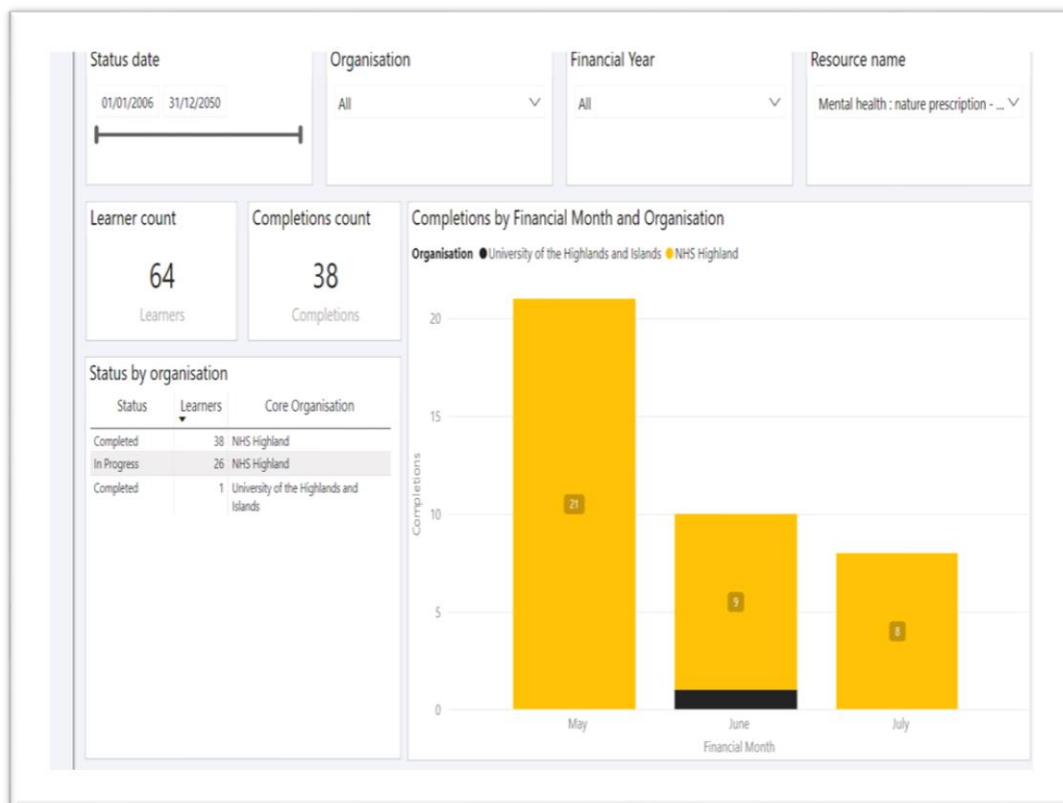 Status date
01/01/2006 31/12/2050
Organisation
All
Financial Year
All
Resource name
Mental health : nature prescription - ...
Learner count
64
Learners
Completions count
38
Completions
Status by organisation
Status Learners Core Organisation
Completed 38 NHS Highland
In Progress 26 NHS Highland
Completed 1 University of the Highlands and
Islands
Completions by Financial Month and Organisation
Organisation University of the Highlands and Islands NHS Highland
Completions
20
15
10
5
0
21
9
8
May June July
Financial Month